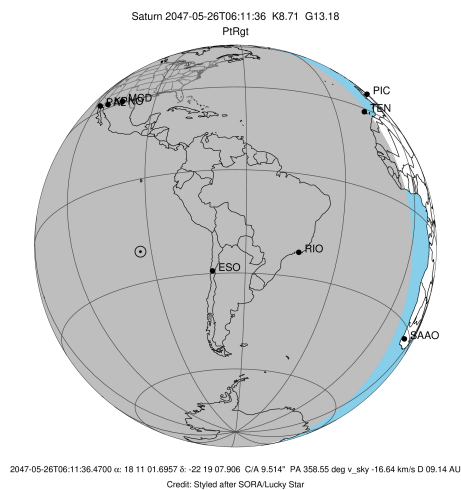 Saturn 2047-05-26T06:11:36 K8.71 G13.18
PtRgt
PIC
TEN
MCD
RIO
ESO
SAAO
2047-05-26T06:11:36.4700 α: 18 11 01.6957 δ: -22 19 07.906 C/A 9.514" PA 358.55 deg v_sky -16.64 km/s D 09.14 AU
Credit: Styled after SORA/Lucky Star